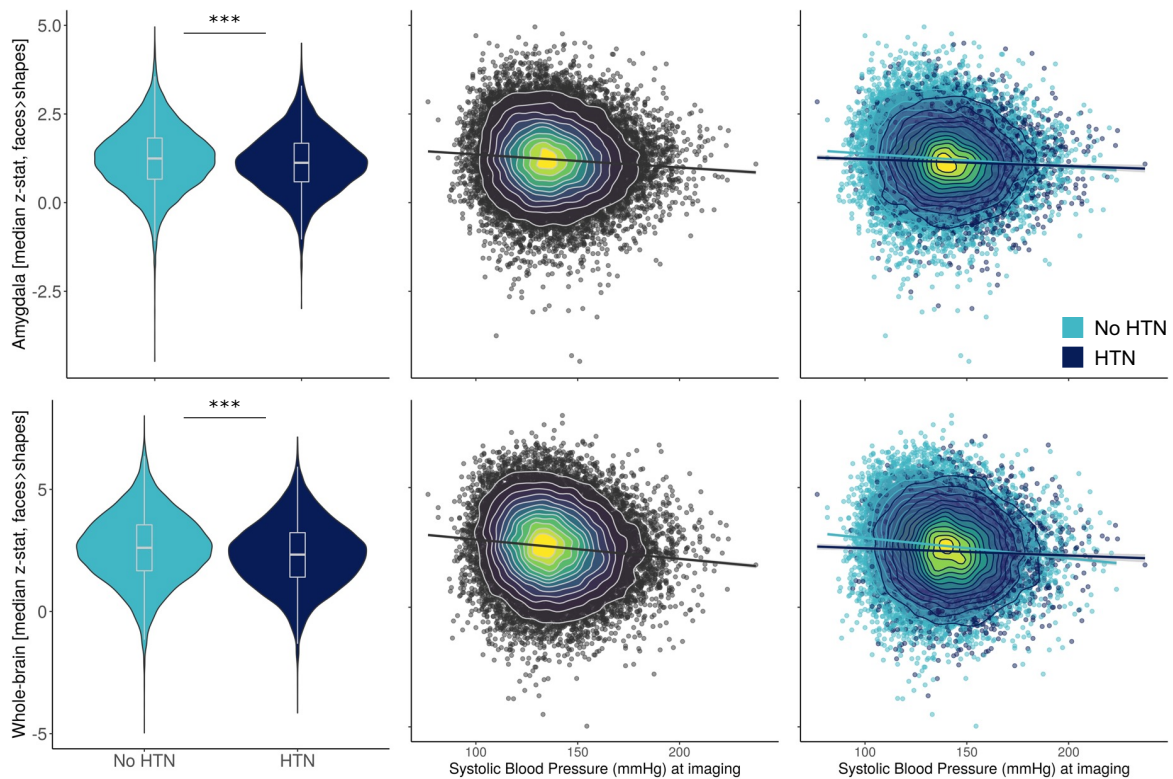 ***
Amygdala [median z-stat, faces>shapes]
5.0
2.5
0.0
-2.5
No HTN
HTN
***
Whole-brain [median z-stat, faces>shapes]
5
0
-5
No HTN HTN
100 150 200
Systolic Blood Pressure (mmHg) at imaging
100 150 200
Systolic Blood Pressure (mmHg) at imaging